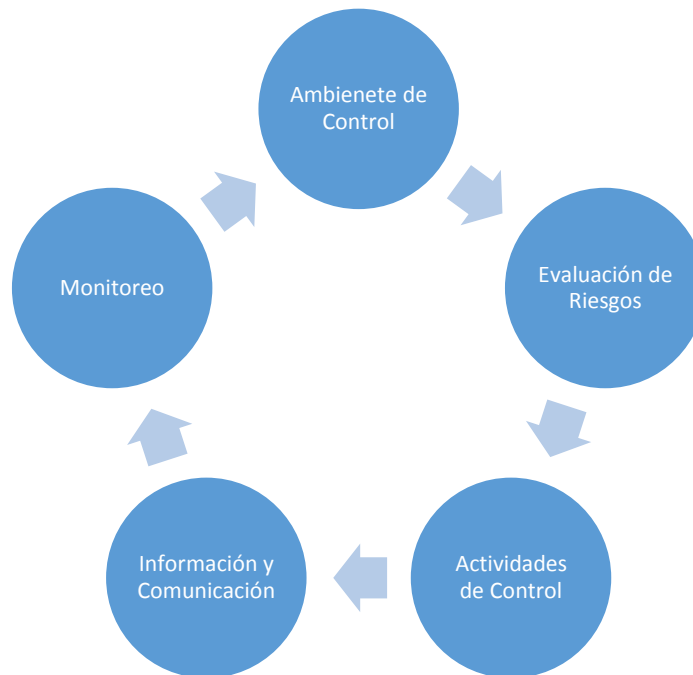 Ambienete de
Control
Evaluación de
Riesgos
Actividades
de Control
Información y
Comunicación
Monitoreo